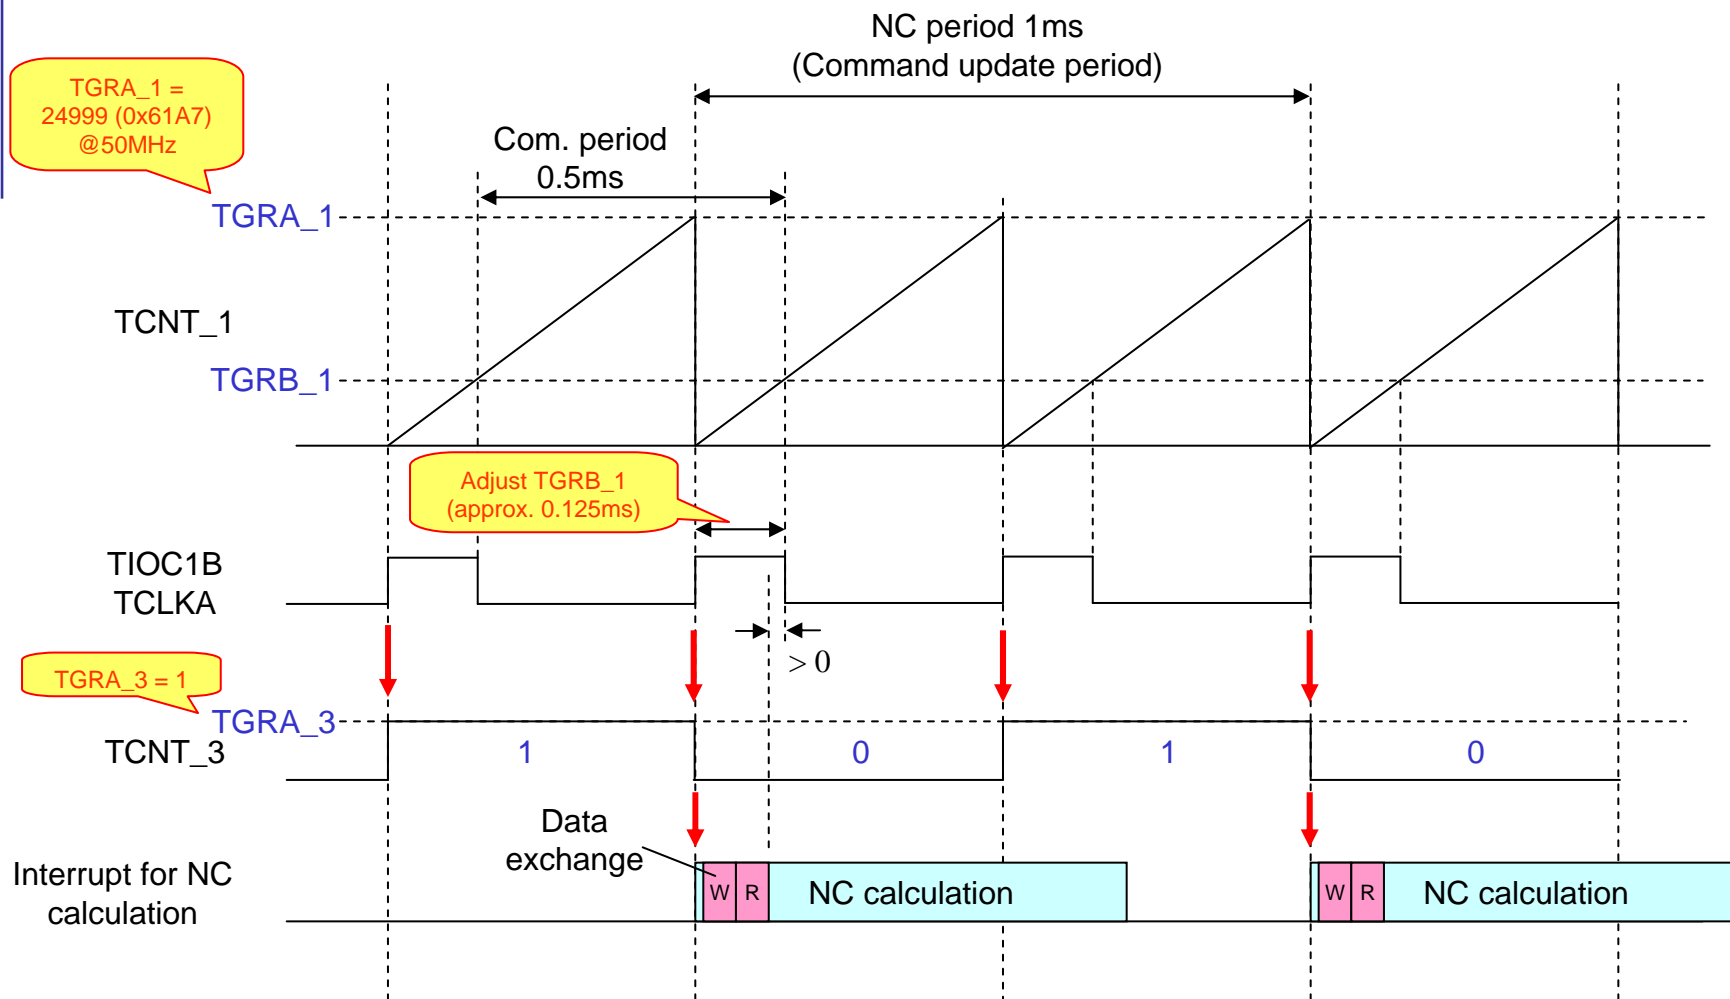 NC period 1ms
(Command update period)
TGRA_1 =
24999 (0x61A7)
@50MHz
Com. period
0.5ms
TGRA_1
TCNT_1
TGRB_1
Adjust TGRB_1
(approx. 0.125ms)
TIOC1B
TCLKA
> 0
TGRA_3 = 1
TGRA_3
TCNT_3
1
0
1
0
Data
exchange
Interrupt for NC
calculation
W
R
NC calculation
W
R
NC calculation